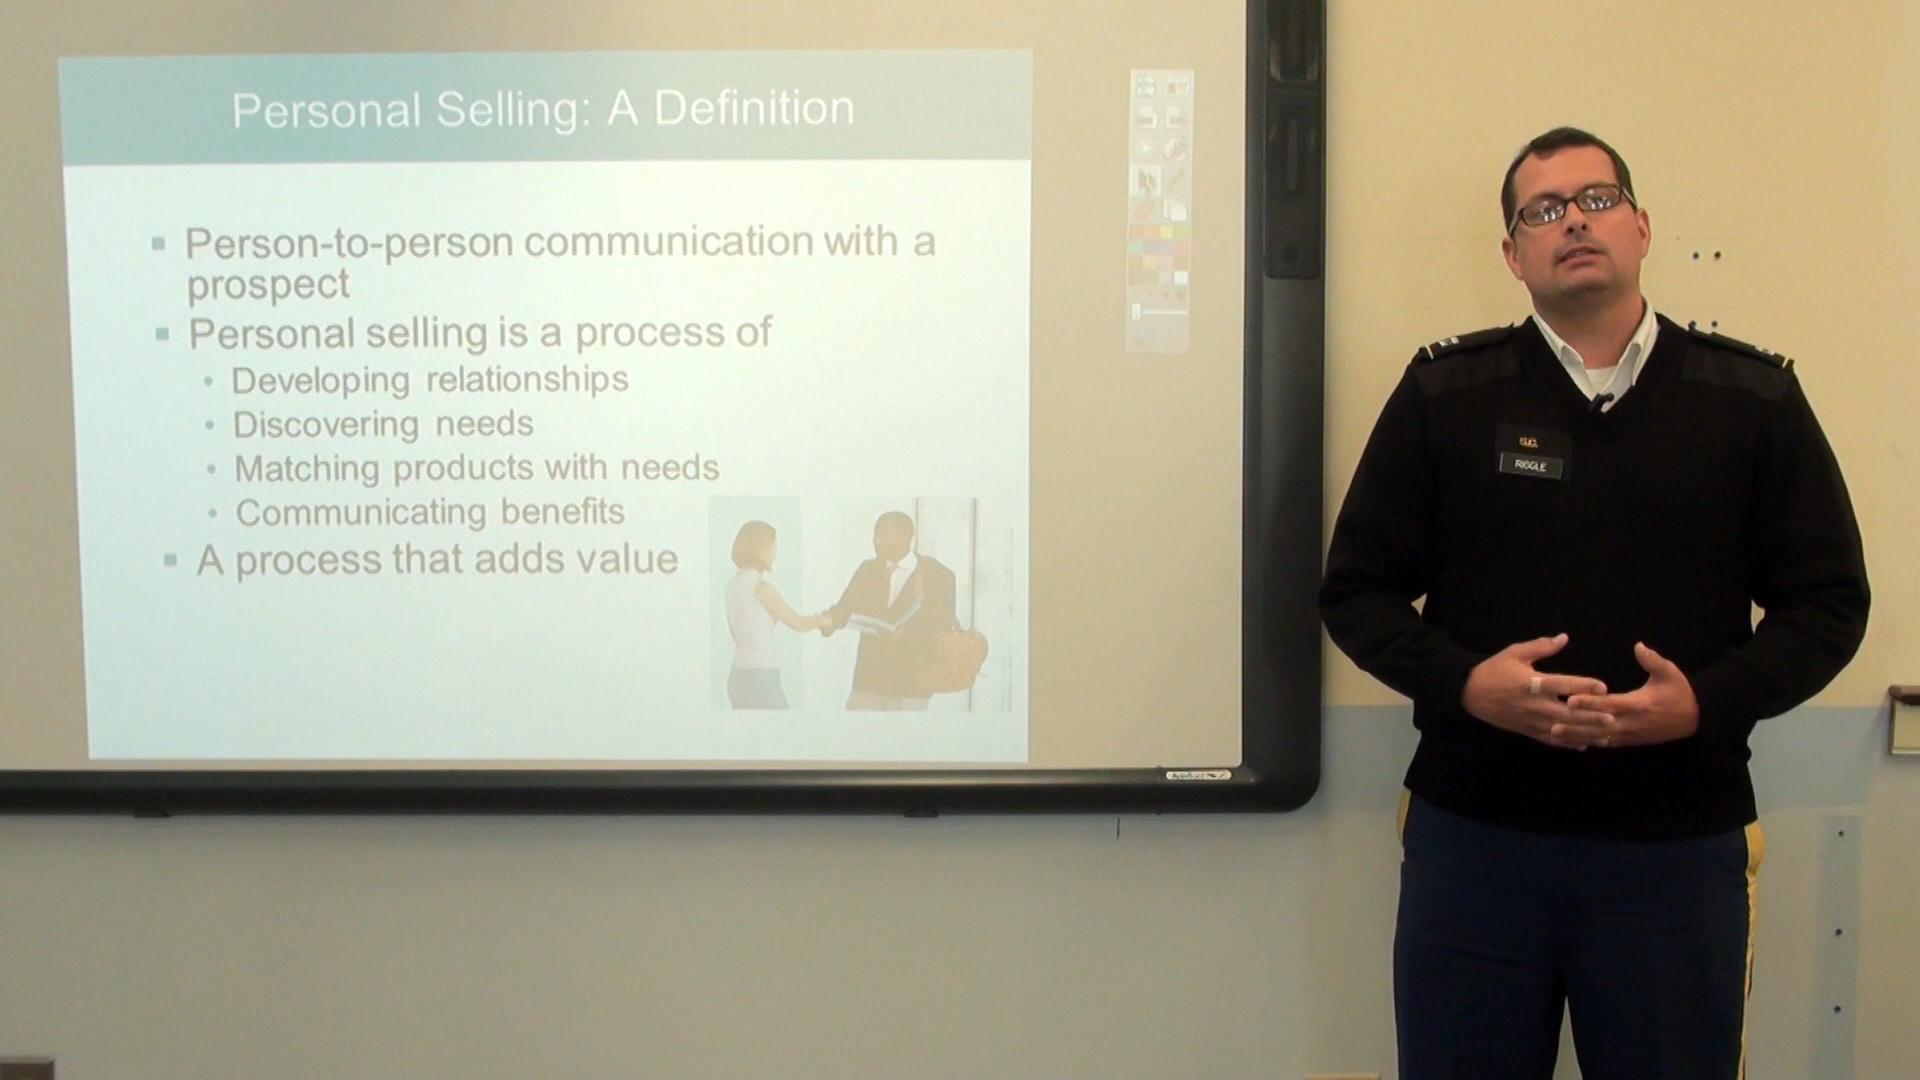 Personal Selling: A Definition
Person-to-person communication with a
prospect
Personal selling is a process of
Developing relationships
Discovering needs
Matching products with needs
Communicating benefits
A process that adds value
RIGGLE